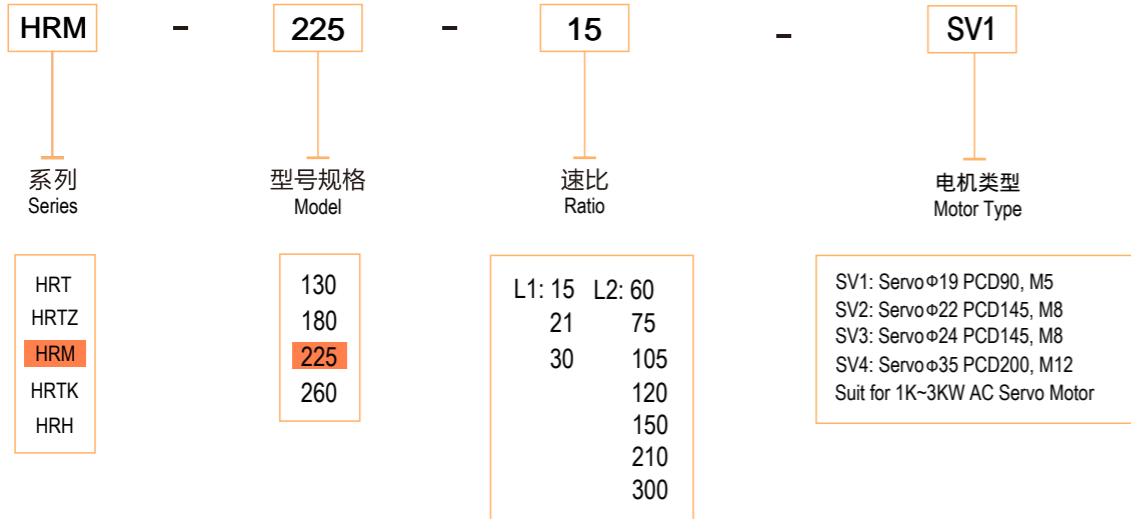 HRM - 225 - 15 - SV1
系列 型号规格 速比 电机类型
Series Model Ratio Motor Type
HRT
HRTZ
HRM
HRTK
HRH
130
180
225
260
L1: 15 L2: 60
21 75
30 105
120
150
210
300
SV1: ServoΦ19 PCD90, M5
SV2: ServoΦ22 PCD145, M8
SV3: ServoΦ24 PCD145, M8
SV4: ServoΦ35 PCD200, M12
Suit for 1K~3KW AC Servo Motor